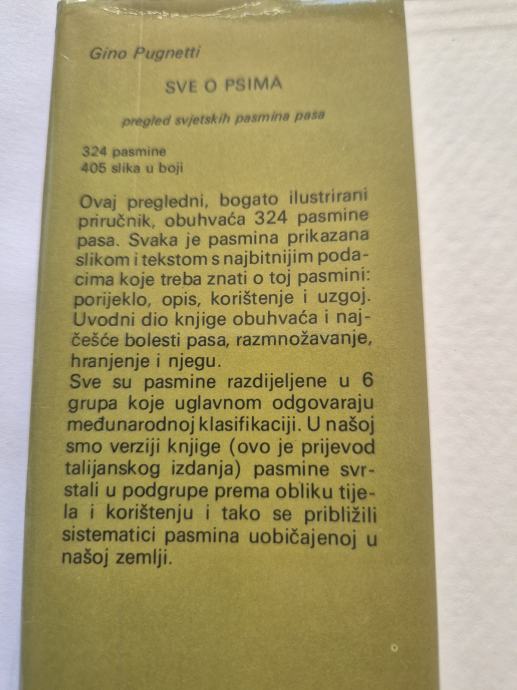 Gino Pugnetti
SVE O PSIMA
pregled svjetskih pasmina pasa
324 pasmine
405 slika u boji
Ovaj pregledni, bogato ilustrirani
priručnik, obuhvaća 324 pasmine
pasa. Svaka je pasmina prikazana
slikom i tekstom s najbitnijim poda-
cima koje treba znati o toj pasmini:
porijeklo, opis, korištenje i uzgoj.
Uvodni dio knjige obuhvaća i naj-
češće bolesti pasa, razmnožavanje,
hranjenje i njegu.
Sve su pasmine razdijeljene u 6
grupa koje uglavnom odgovaraju
međunarodnoj klasifikaciji. U našoj
smo verziji knjige (ovo je prijevod
talijanskog izdanja) pasmine svr-
stali u podgrupe prema obliku tije-
la i korištenju i tako se približili
sistematici pasmina uobičajenoj u
našoj zemlji.